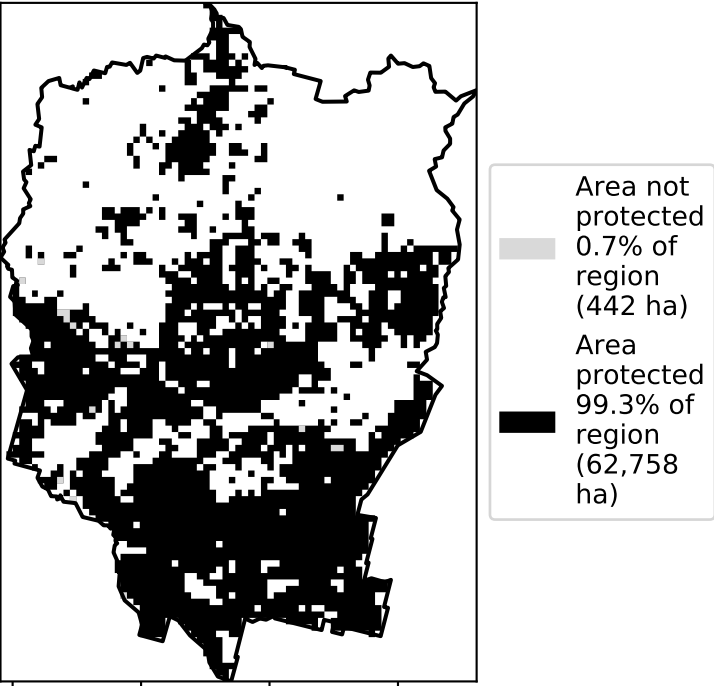 Area not
protected
0.7% of
region
(442 ha)
Area
protected
99.3% of
region
(62,758
ha)